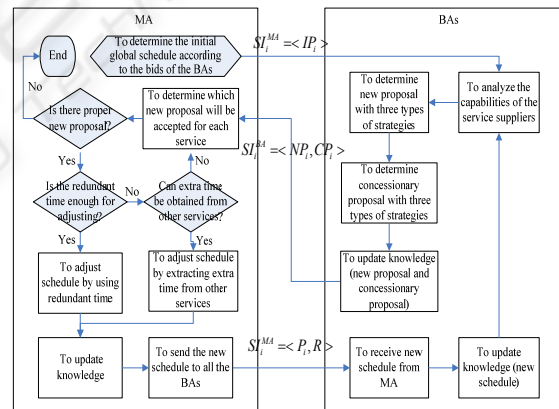 MA
BAs
End
To determine the initial
global schedule according
to the bids of the BAs
SI_i^{MA} =< IP_i >
No
Is there proper
new proposal?
To determine which
new proposal will be
accepted for each
service
To determine
new proposal
with three types
of strategies
To analyze the
capabilities of the
service suppliers
SI_i^{BA} =< NP_i, CP_i >
Yes
No
Is the redundant
time enough for
adjusting?
No
Can extra time
be obtained from
other services?
To determine
concessionary
proposal with three
types of strategies
Yes
Yes
To adjust
schedule by using
redundant time
To adjust schedule
by extracting extra
time from other
services
To update knowledge
(new proposal and
concessionary
proposal)
To update
knowledge
To send the new
schedule to all the
BAs
SI_i^{MA} =< P_i, R >
To receive new
schedule from
MA
To update
knowledge (new
schedule)